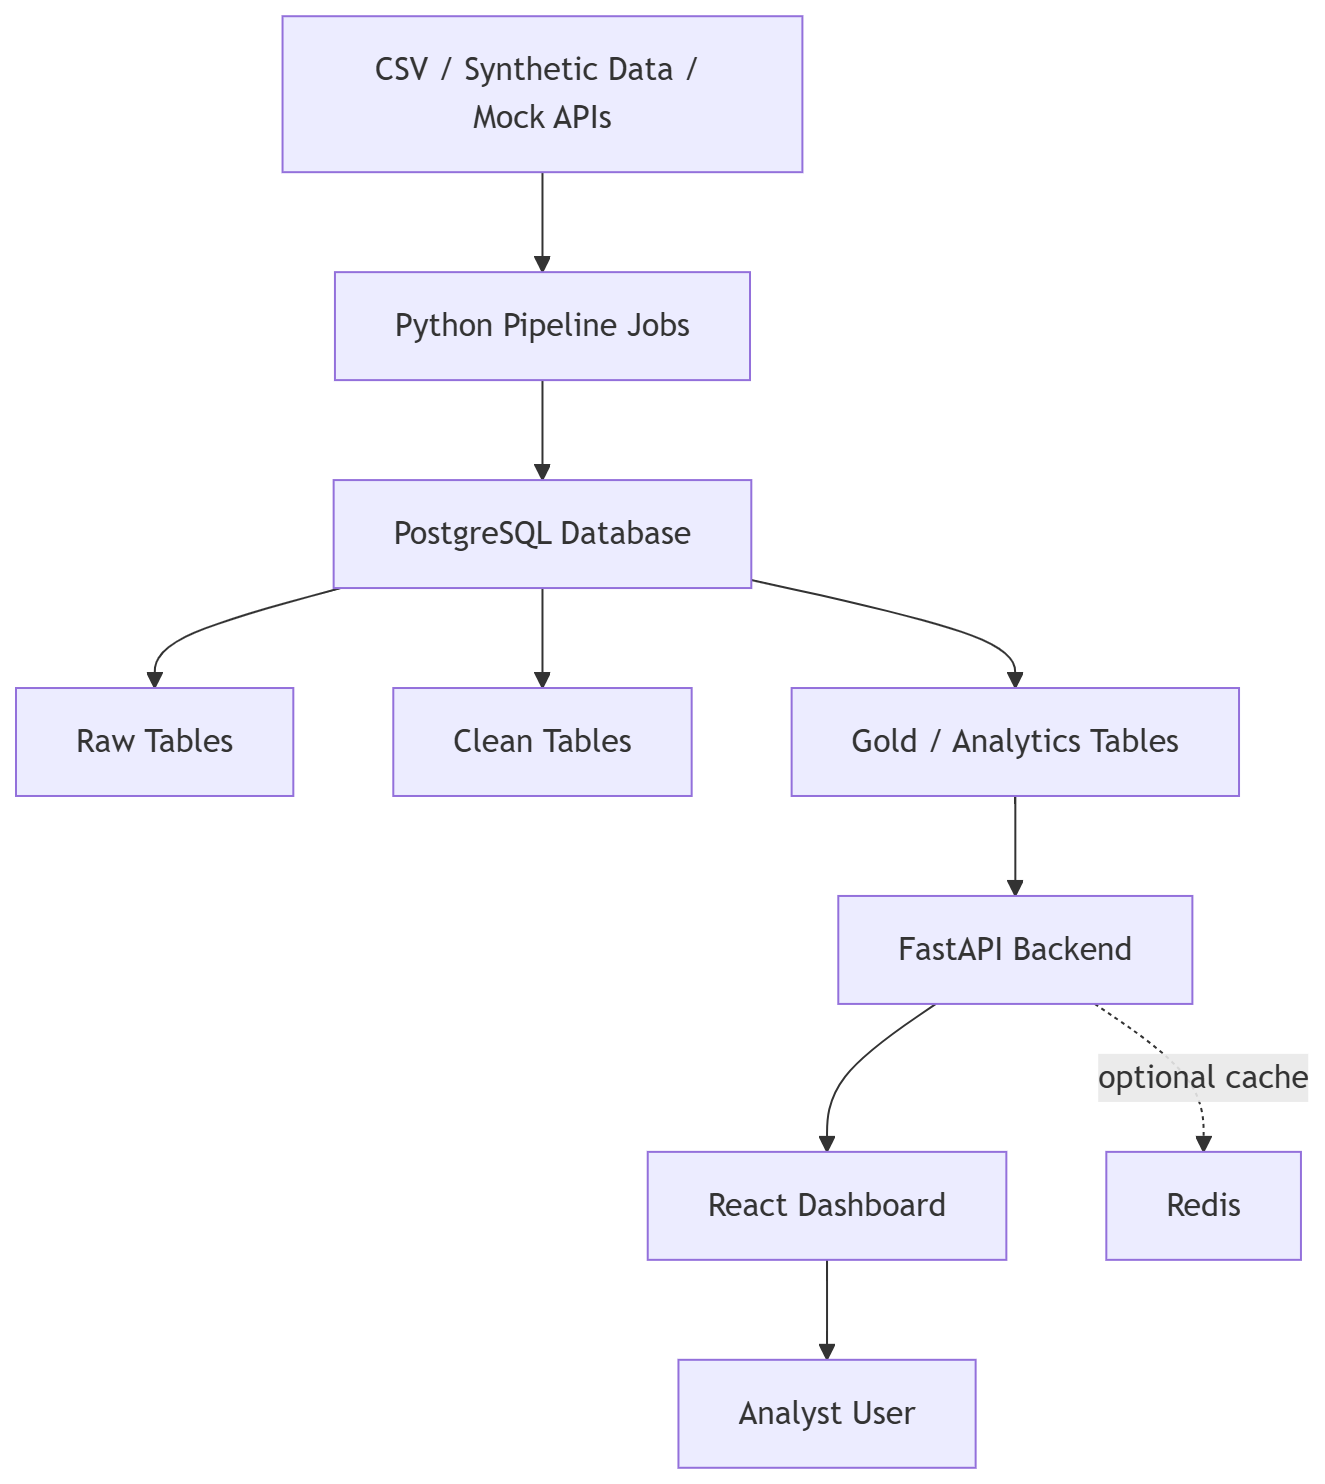 CSV / Synthetic Data /
Mock APIs
Python Pipeline Jobs
PostgreSQL Database
Raw Tables
Clean Tables
Gold / Analytics Tables
FastAPI Backend
optional cache
React Dashboard
Redis
Analyst User